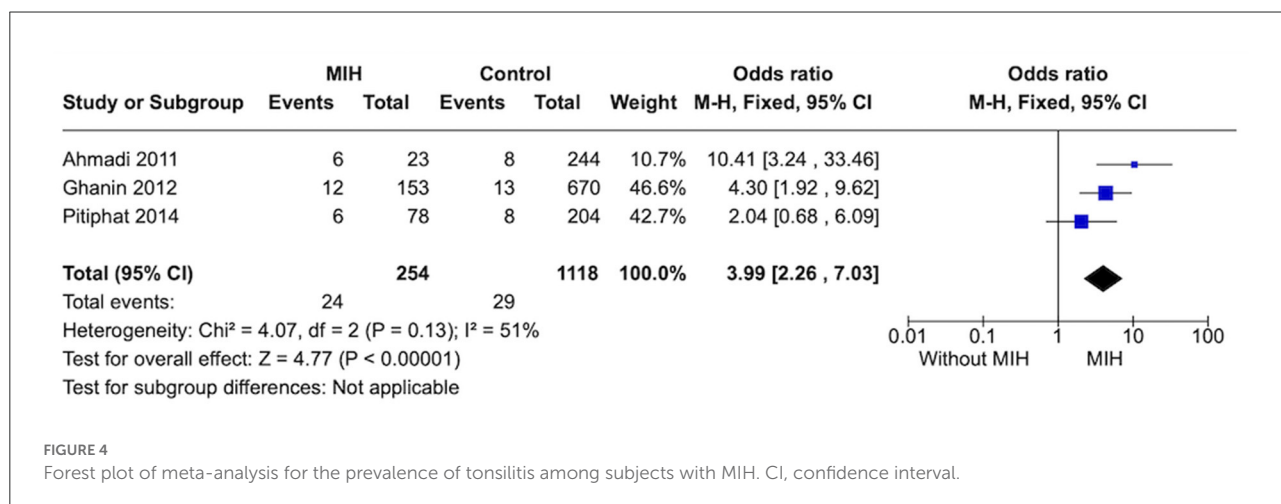 MIH Control Odds ratio Odds ratio
Study or Subgroup Events Total Events Total Weight M-H, Fixed, 95% CI M-H, Fixed, 95% CI
Ahmadi 2011 6 23 8 244 10.7% 10.41 [3.24 , 33.46]
Ghanin 2012 12 153 13 670 46.6% 4.30 [1.92 , 9.62]
Pitiphat 2014 6 78 8 204 42.7% 2.04 [0.68 , 6.09]
Total (95% CI) 254 1118 100.0% 3.99 [2.26 , 7.03]
Total events: 24 29
Heterogeneity: Chi² = 4.07, df = 2 (P = 0.13); I² = 51%
Test for overall effect: Z = 4.77 (P < 0.00001)
Test for subgroup differences: Not applicable
0.01 0.1 1 10 100
Without MIH MIH
FIGURE 4
Forest plot of meta-analysis for the prevalence of tonsilitis among subjects with MIH. CI, confidence interval.